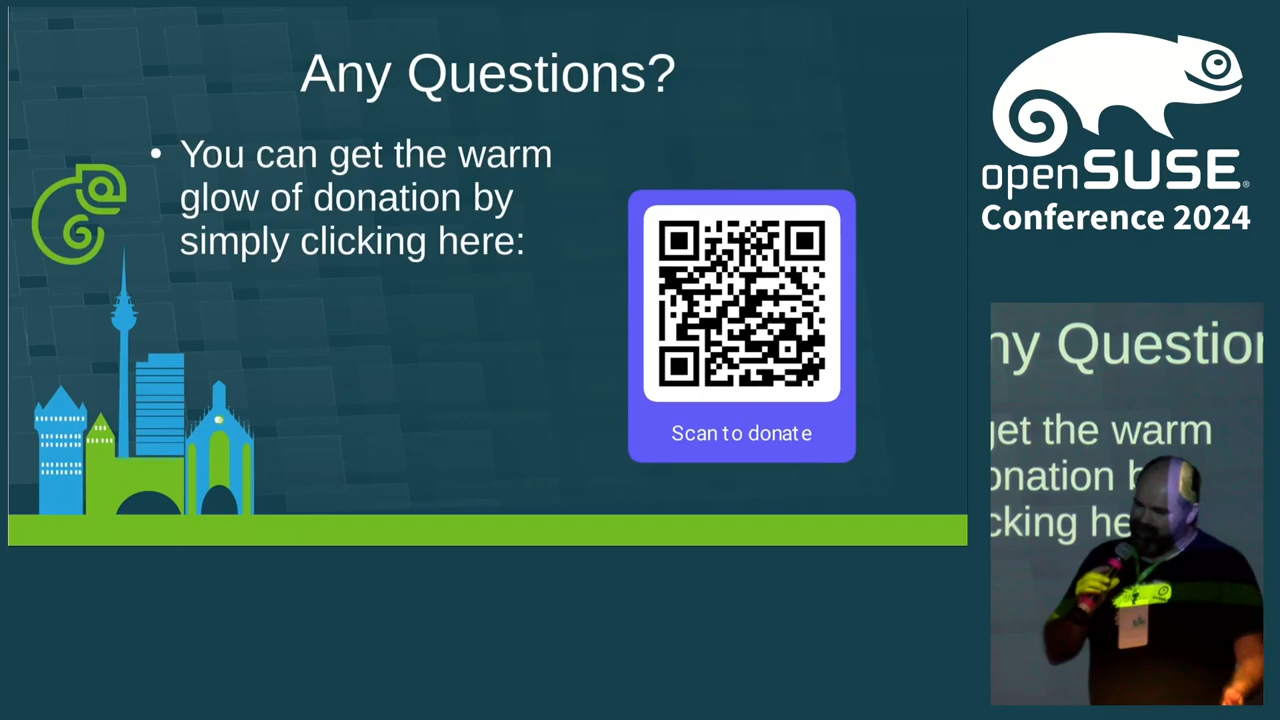 Any Questions?
• You can get the warm
glow of donation by
simply clicking here:
Scan to donate
openSUSE®
Conference 2024
ny Question
get the warm
onation b
cking he